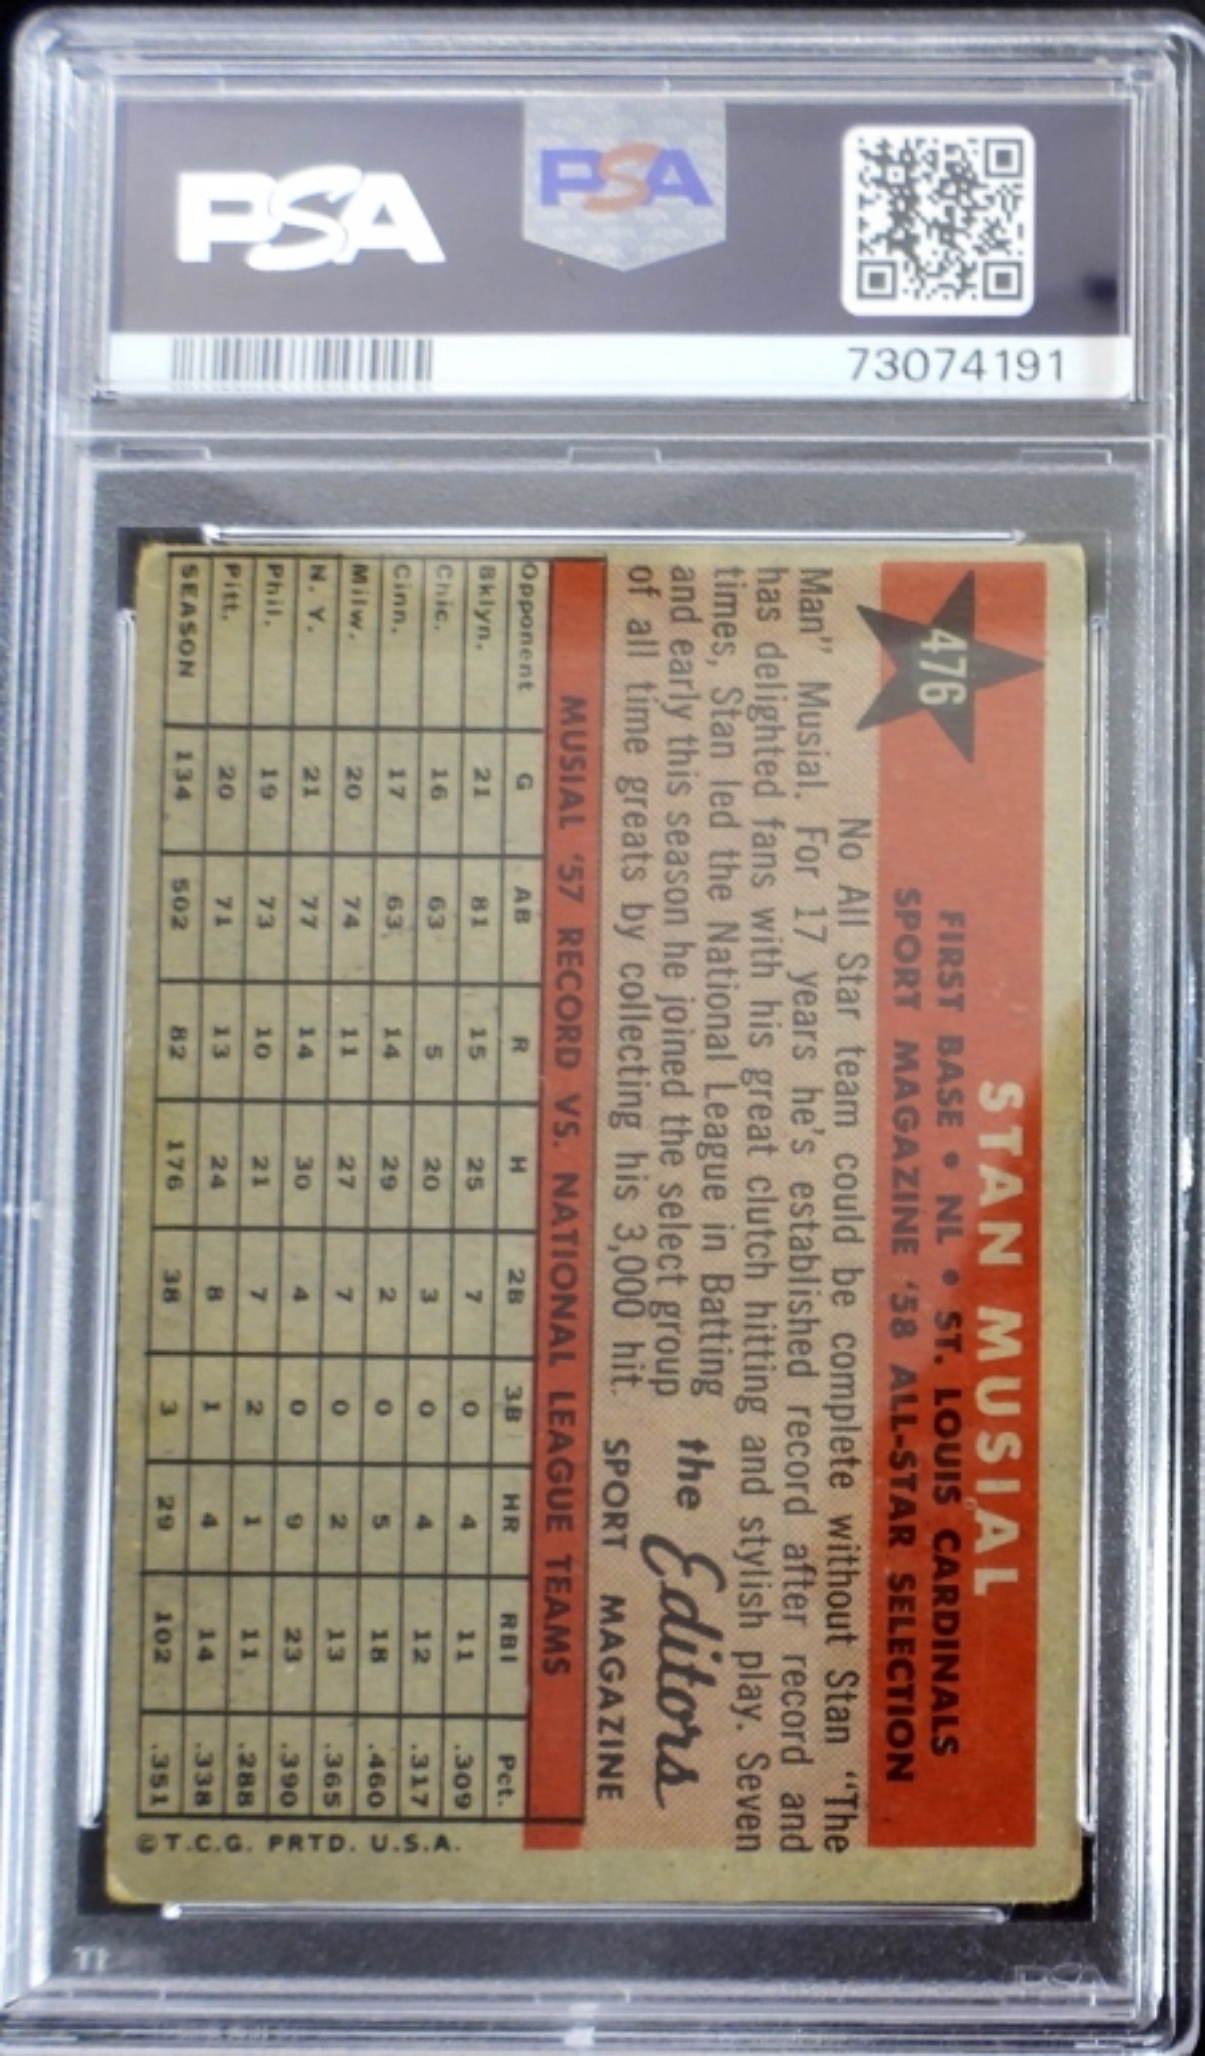 PSA
PSA
73074191
476
STAN MUSIAL
FIRST BASE • NL • ST. LOUIS CARDINALS
SPORT MAGAZINE '58 ALL-STAR SELECTION
No All Star team could be complete without Stan "The
Man" Musial. For 17 years he's established record after record and
has delighted fans with his great clutch hitting and stylish play. Seven
times, Stan led the National League in Batting
and early this season he joined the select group
of all time greats by collecting his 3,000 hit.
the Editors
SPORT MAGAZINE
MUSIAL '57 RECORD VS. NATIONAL LEAGUE TEAMS
Opponent G AB R H 2B 3B HR RBI Pct.
Bklyn. 21 81 15 25 7 0 4 11 .309
Chic. 16 63 5 20 3 0 4 12 .317
Cinn. 17 63 14 29 2 0 5 18 .460
Milw. 20 74 11 27 7 0 2 13 .365
N. Y. 21 77 14 30 4 0 9 23 .390
Phil. 19 73 10 21 7 2 1 11 .288
Pitt. 20 71 13 24 8 1 4 14 .338
SEASON 134 502 82 176 38 3 29 102 .351
© T.C.G. PRTD. U.S.A.
PSA